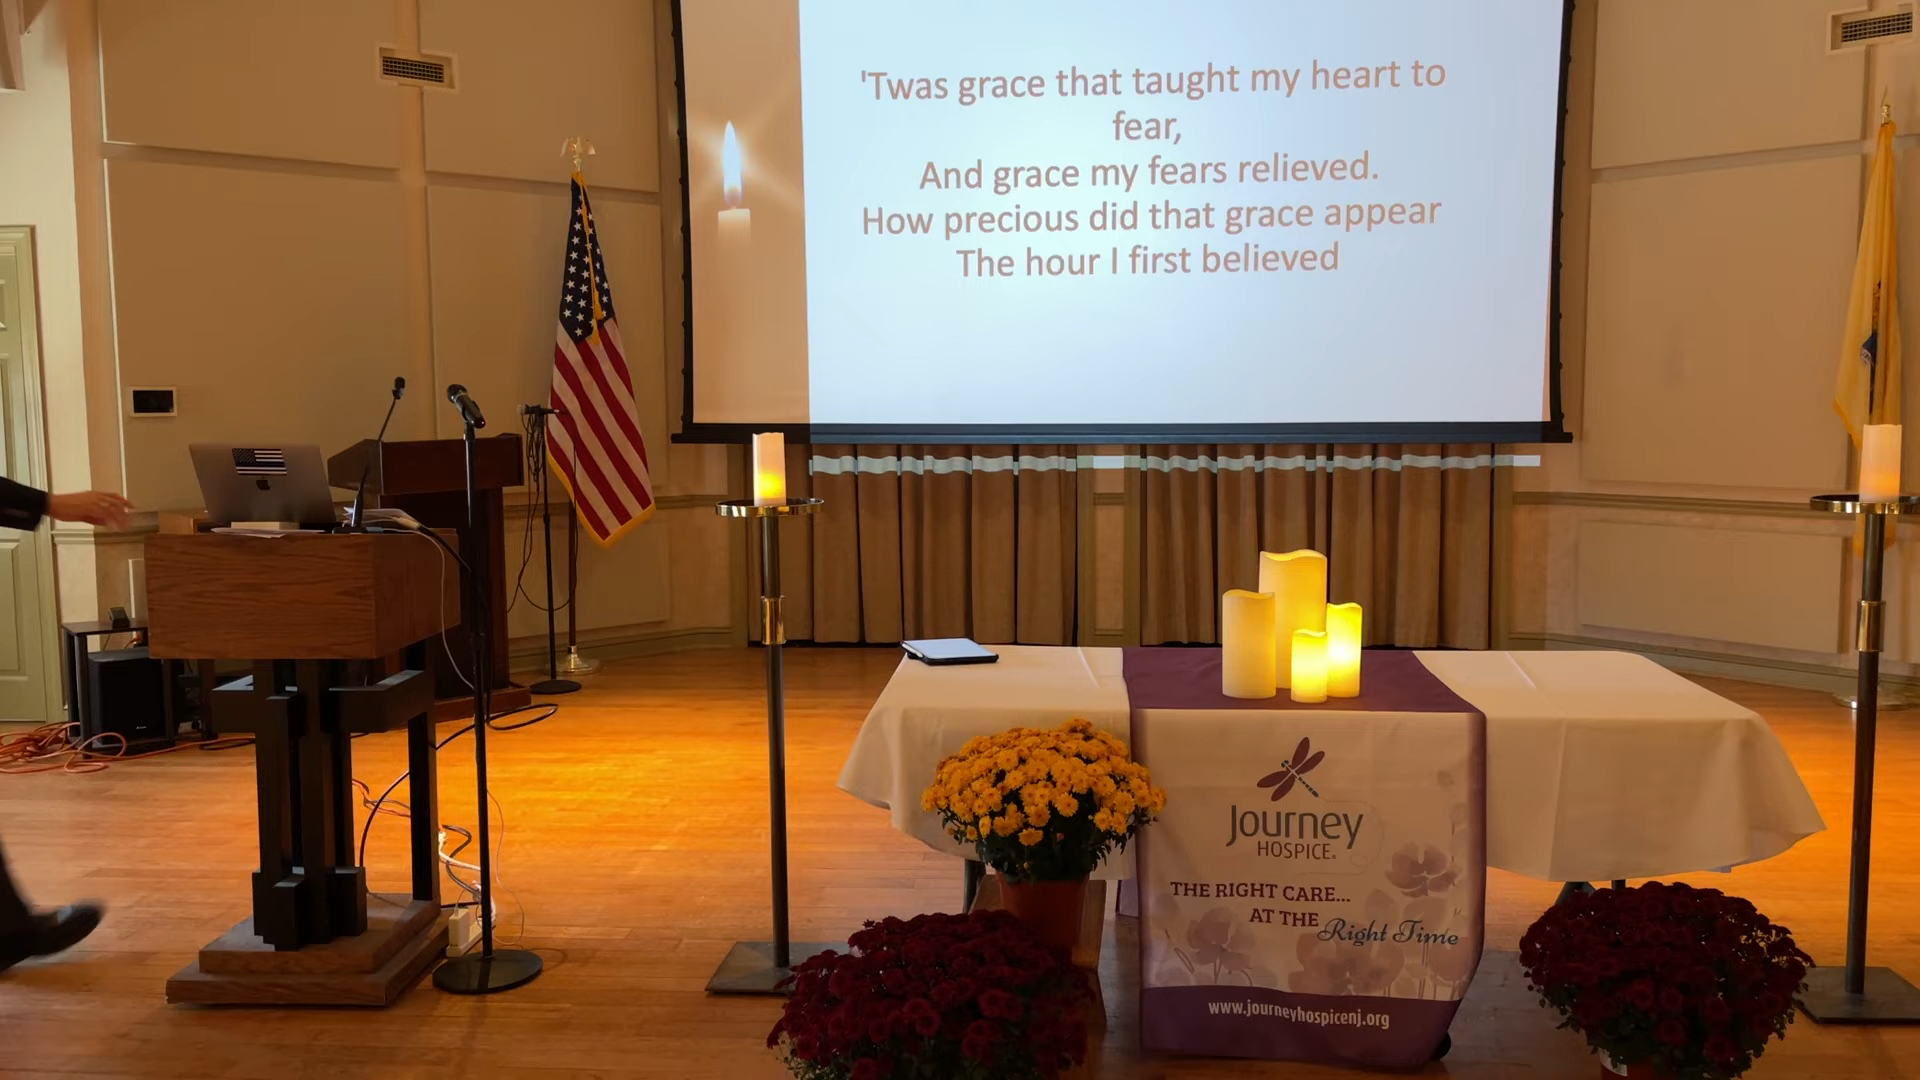 'Twas grace that taught my heart to
fear,
And grace my fears relieved.
How precious did that grace appear
The hour I first believed
Journey
HOSPICE
THE RIGHT CARE...
AT THE Right Time
www.journeyhospicenj.org